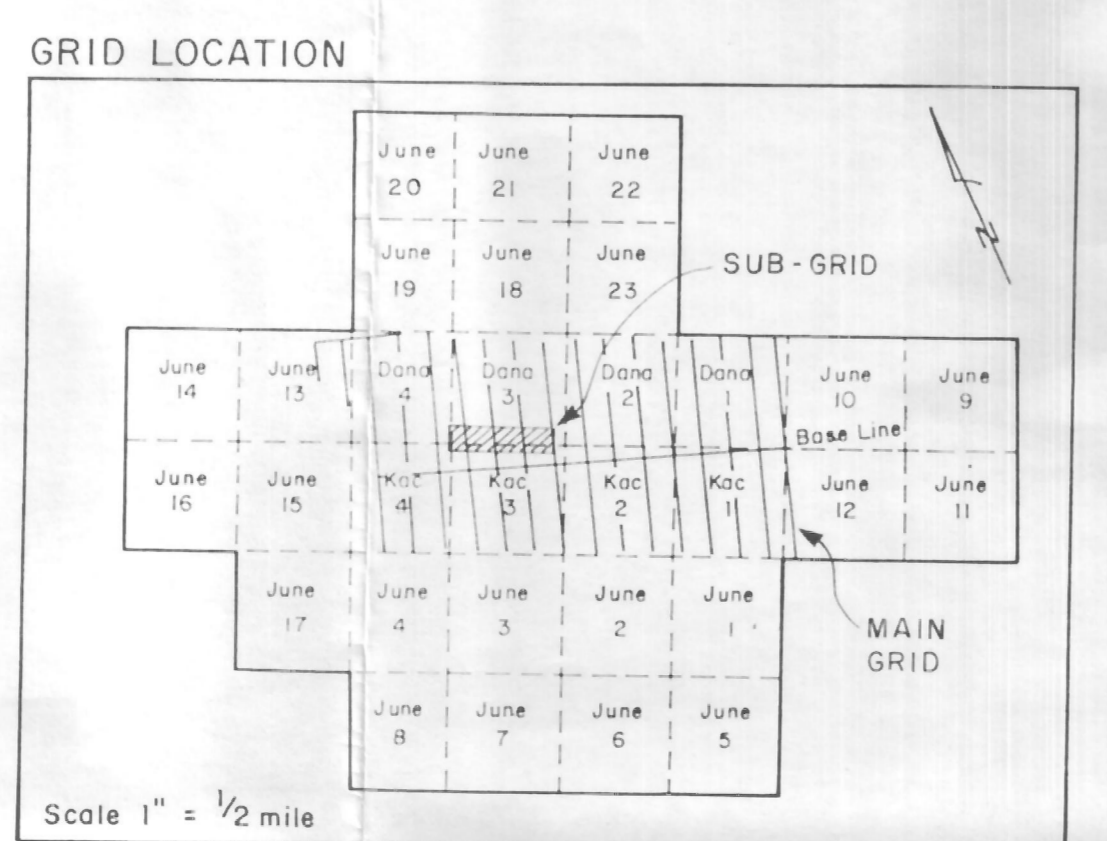 GRID LOCATION
June June June
20 21 22
June June June
19 18 23
SUB-GRID
June June Dana Dana Dana Dana June June
14 13 4 3 2 1 10 9
Base Line
June June Kac Kac Kac Kac June June
16 15 4 3 2 1 12 11
June June June June June
17 4 3 2 1
MAIN
GRID
June June June June
8 7 6 5
Scale 1" = 1/2 mile
N